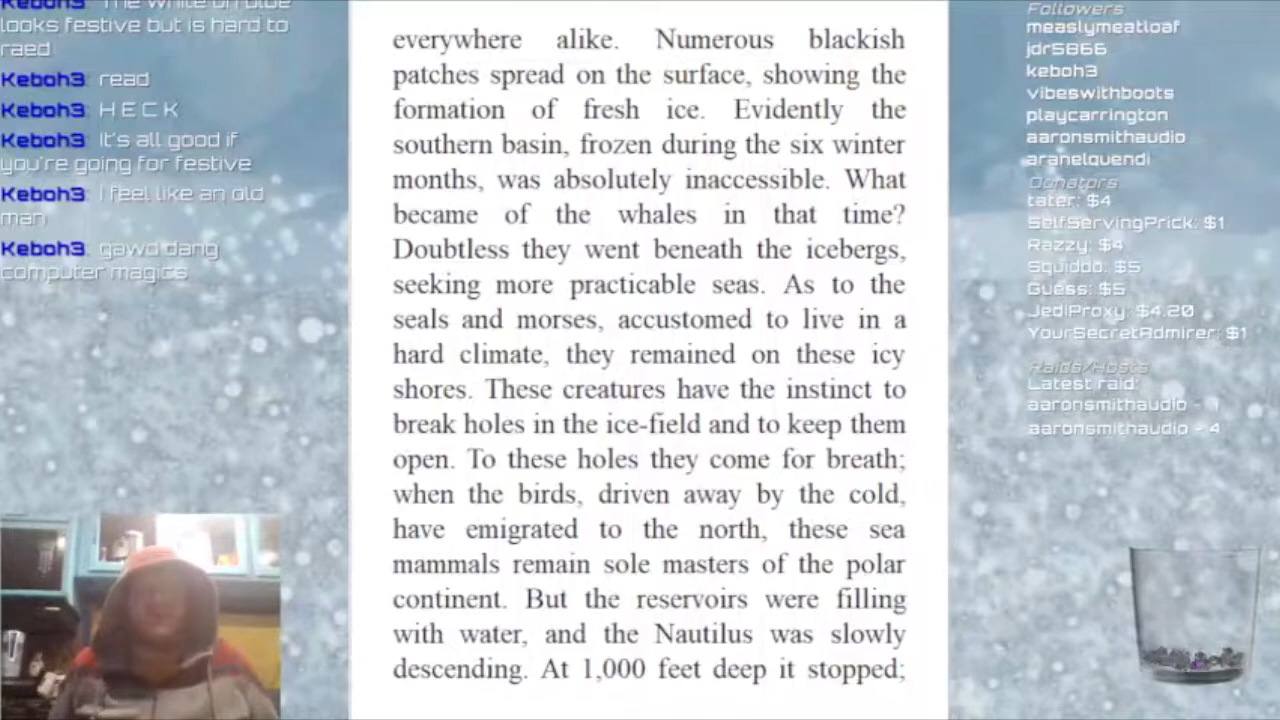 Keboh3: The white on blue
looks festive but is hard to
raed
Keboh3: read
Keboh3: H E C K
Keboh3: It's all good if
you're going for festive
Keboh3: I feel like an old
man
Keboh3: gawd dang
computer magics
everywhere alike. Numerous blackish
patches spread on the surface, showing the
formation of fresh ice. Evidently the
southern basin, frozen during the six winter
months, was absolutely inaccessible. What
became of the whales in that time?
Doubtless they went beneath the icebergs,
seeking more practicable seas. As to the
seals and morses, accustomed to live in a
hard climate, they remained on these icy
shores. These creatures have the instinct to
break holes in the ice-field and to keep them
open. To these holes they come for breath;
when the birds, driven away by the cold,
have emigrated to the north, these sea
mammals remain sole masters of the polar
continent. But the reservoirs were filling
with water, and the Nautilus was slowly
descending. At 1,000 feet deep it stopped;
Followers
measlymeatloaf
jdr5866
keboh3
vibeswithboots
playcarrington
aaronsmithaudio
aranelquendi
Donators
tater: $4
SelfServingPrick: $1
Razzy: $4
Squiddo: $5
Guess: $5
JediProxy: $4.20
YourSecretAdmirer: $1
Raids/Hosts
Latest raid:
aaronsmithaudio - 1
aaronsmithaudio - 4